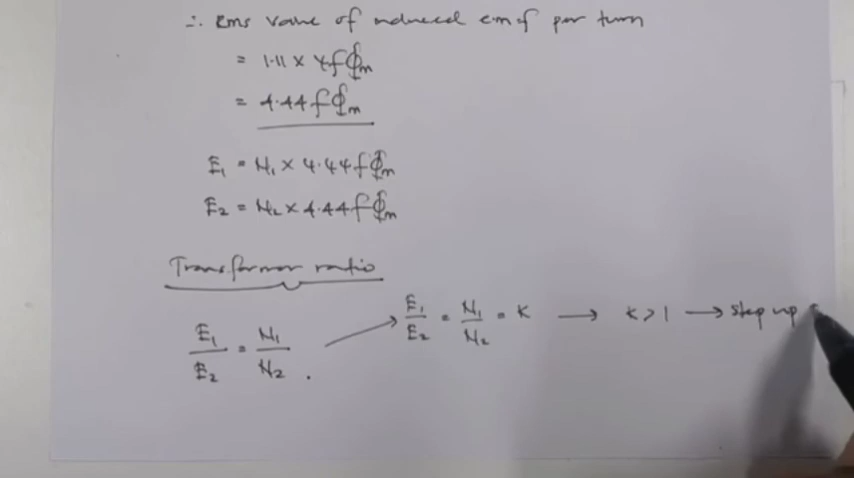 ∴ Rms value of induced e.m.f per turn
= 1.11 × 4fϕm
= 4.44fϕm
E₁ = N₁ × 4.44fϕm
E₂ = N₂ × 4.44fϕm
Transformer ratio
E₁/E₂ = N₁/N₂ . → E₁/E₂ = N₁/N₂ = K → K > 1 → step up